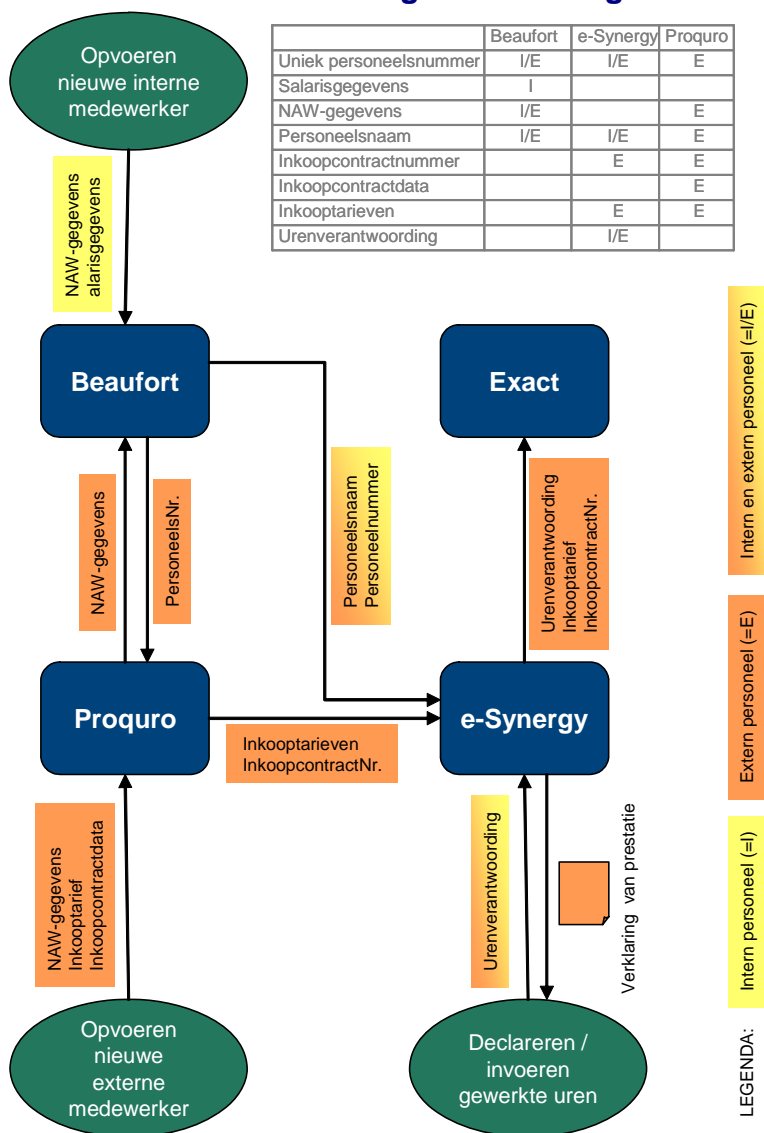 Opvoeren
nieuwe interne
medewerker
Beaufort e-Synergy Proquro
Uniek personeelsnummer I/E I/E E
Salarisgegevens I
NAW-gegevens I/E E
Personeelsnaam I/E I/E E
Inkoopcontractnummer E E
Inkoopcontractdata E
Inkooptarieven E E
Urenverantwoording I/E
NAW-gegevens
alarisgegevens
Beaufort
Exact
NAW-gegevens
PersoneelsNr.
Personeelsnaam
Personeelnummer
Urenverantwoording
Inkooptarief
InkoopcontractNr.
Proquro
e-Synergy
Inkooptarieven
InkoopcontractNr.
NAW-gegevens
Inkooptarief
Inkoopcontractdata
Urenverantwoording
Verklaring van prestatie
Opvoeren
nieuwe
externe
medewerker
Declareren /
invoeren
gewerkte uren
LEGENDA:
Intern personeel (=I)
Extern personeel (=E)
Intern en extern personeel (=I/E)